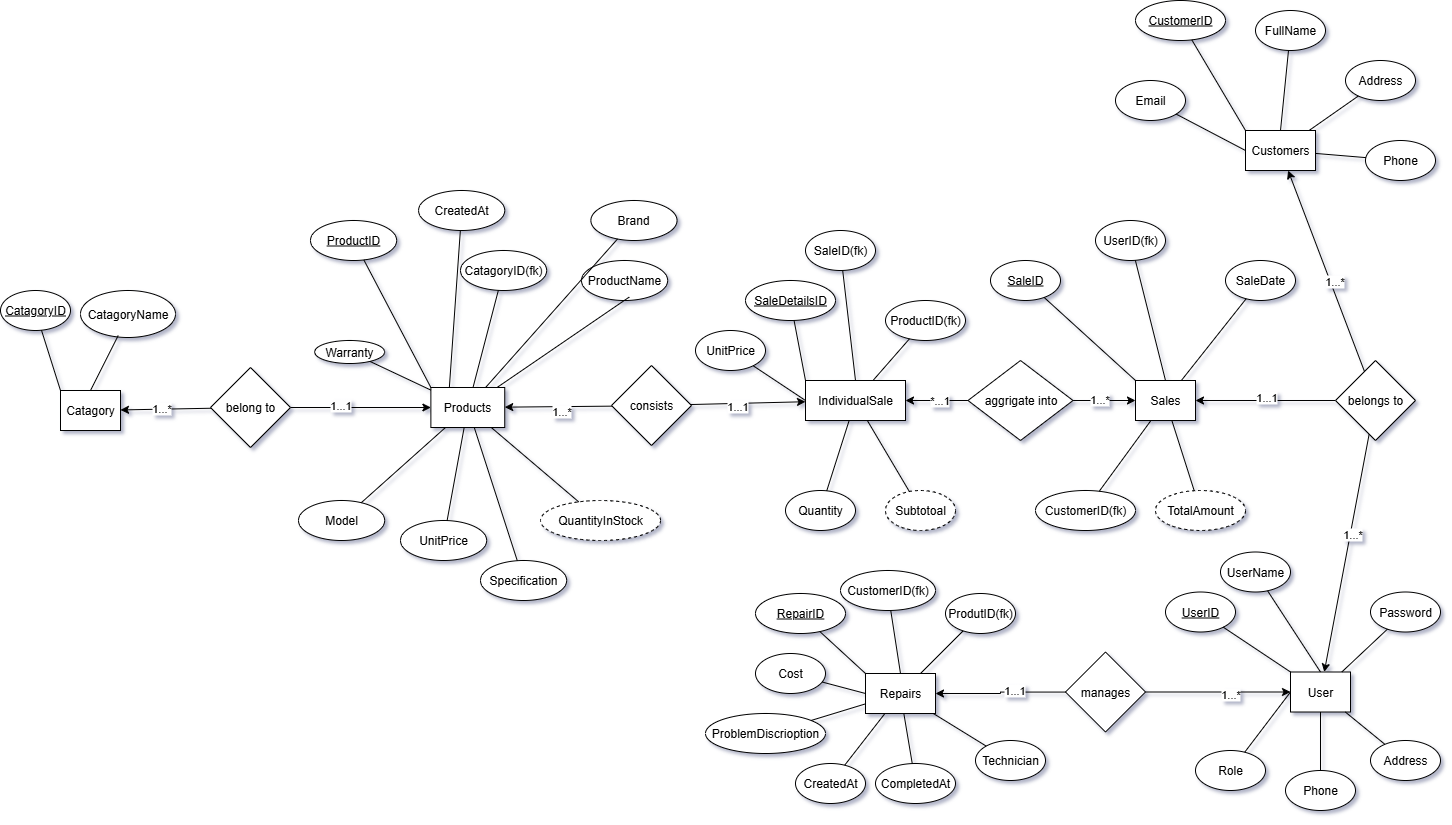 CustomerID
FullName
Address
Email
Customers
Phone
CreatedAt
Brand
ProductID
UserID(fk)
SaleID(fk)
CatagoryID(fk)
ProductName
SaleID
SaleDate
1...*
SaleDetailsID
CatagoryID
CatagoryName
ProductID(fk)
UnitPrice
Warranty
Catagory
1...*
belong to
1...1
Products
1...*
consists
1...1
IndividualSale
*...1
aggrigate into
1...*
Sales
1...1
belongs to
Model
UnitPrice
Specification
QuantityInStock
Quantity
Subtotoal
CustomerID(fk)
TotalAmount
1...*
UserName
CustomerID(fk)
RepairID
ProdutID(fk)
UserID
Password
Cost
Repairs
1...1
manages
1...*
User
ProblemDiscrioption
CreatedAt
CompletedAt
Technician
Role
Phone
Address